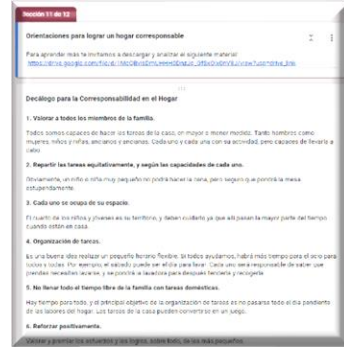 Sección 11 de 12
Orientaciones para lograr un hogar corresponsable
Para aprender más te invitamos a descargar y analizar el siguiente material
Decálogo para la Corresponsabilidad en el Hogar
1. Valorar a todos los miembros de la familia.
Todos somos capaces de hacer las tareas de la casa, en mayor o menor medida. Tanto hombres como
mujeres, niños y niñas, ancianos y ancianas. Cada uno y cada una con su actividad, pero capaces de llevarla a
cabo.
2. Repartir las tareas equitativamente, y según las capacidades de cada uno.
Obviamente, un niño o niña muy pequeño no podrá hacer la cena, pero seguro que pondrá la mesa
estupendamente.
3. Cada uno se ocupa de su espacio.
El cuarto de los niños y jóvenes es su territorio, y deben cuidarlo ya que allí pasan la mayor parte del tiempo
cuando están en casa.
4. Organización de tareas.
Es una buena idea realizar un pequeño horario flexible. Si todos ayudamos, habrá más tiempo para el ocio para
todos y todas. Por ejemplo, el sábado puede ser el día para lavar. Cada uno será responsable de saber que
prendas necesitan lavarse, y se pondrá la lavadora para después tenderla y recogerla.
5. No llenar todo el tiempo libre de la familia con tareas domésticas.
Hay tiempo para todo, y el principal objetivo de la organización de tareas es no pasarse todo el día pendiente
de las labores del hogar. Las tareas de la casa pueden convertirse en un juego.
6. Reforzar positivamente.
Valorar y premiar los esfuerzos y los logros, sobre todo, de los más pequeños.